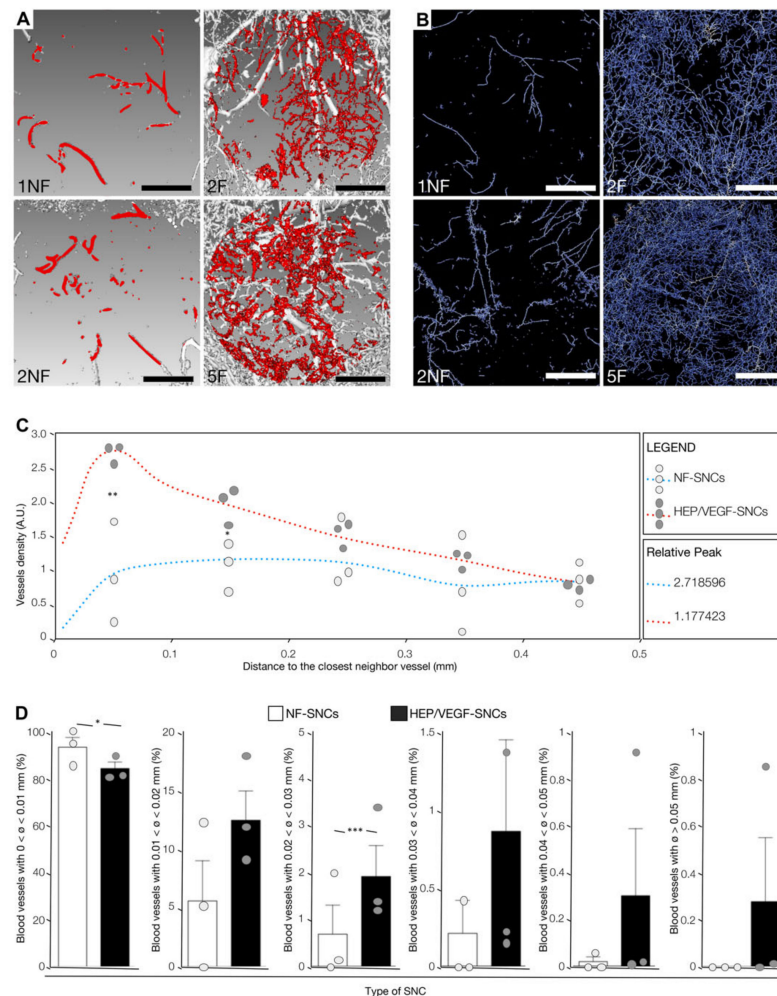 A
1NF
2F
2NF
5F
B
1NF
2F
2NF
5F
C
Vessels density (A.U.)
3.0
2.5
2.0
1.5
1
0.5
0
0
0.1
0.2
0.3
0.4
0.5
**
*
Distance to the closest neighbor vessel (mm)
LEGEND
NF-SNCs
HEP/VEGF-SNCs
Relative Peak
2.718596
1.177423
D
NF-SNCs
HEP/VEGF-SNCs
Blood vessels with 0 < ø < 0.01 mm (%)
100
80
60
40
20
0
*
Blood vessels with 0.01 < ø < 0.02 mm (%)
20
15
10
5
0
Blood vessels with 0.02 < ø < 0.03 mm (%)
5
4
3
2
1
0
***
Blood vessels with 0.03 < ø < 0.04 mm (%)
1.5
1
0.5
0
Blood vessels with 0.04 < ø < 0.05 mm (%)
1
0.8
0.6
0.4
0.2
0
Blood vessels with ø > 0.05 mm (%)
1
0.8
0.6
0.4
0.2
0
Type of SNC